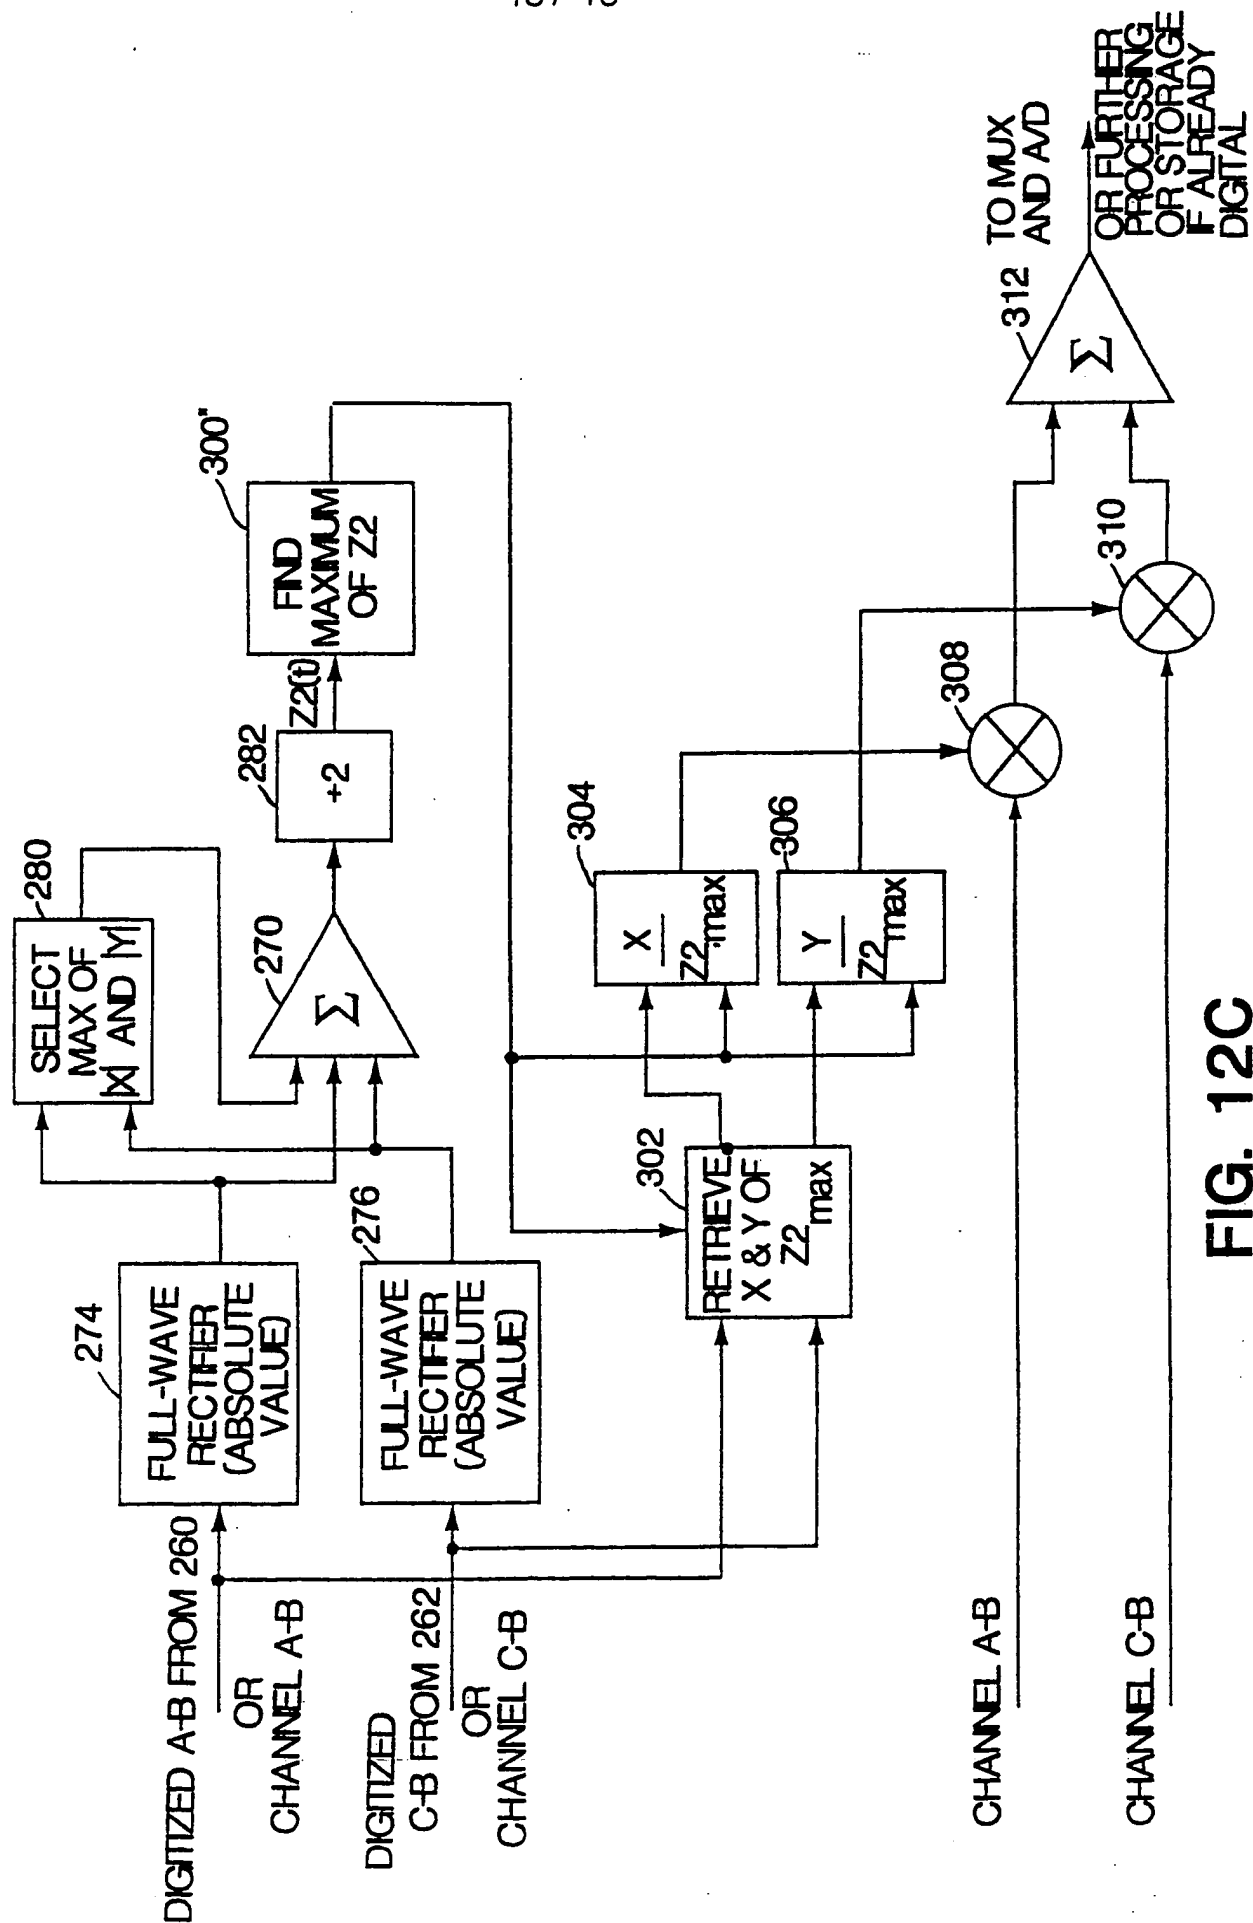 DIGITIZED A-B FROM 260
OR
CHANNEL A-B
DIGITIZED
C-B FROM 262
OR
CHANNEL C-B
274
FULL-WAVE
RECTIFIER
(ABSOLUTE
VALUE)
276
FULL-WAVE
RECTIFIER
(ABSOLUTE
VALUE)
280
SELECT
MAX OF
|X| AND |Y|
270
Σ
282
+2
Z2(t)
300"
FIND
MAXIMUM
OF Z2
302
RETRIEVE
X & Y OF
Z2max
304
X
Z2max
306
Y
Z2max
308
310
312
Σ
TO MUX
AND A/D
OR FURTHER
PROCESSING
OR STORAGE
IF ALREADY
DIGITAL
CHANNEL A-B
CHANNEL C-B
FIG. 12C